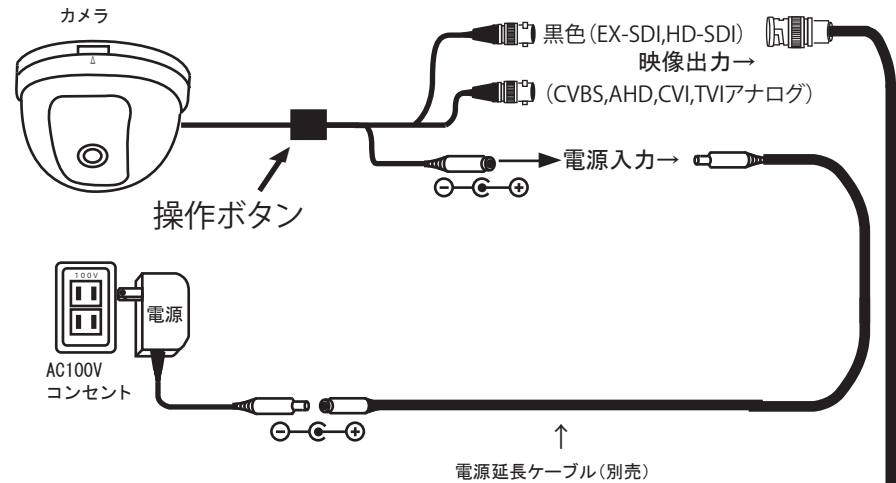 カメラ
黒色(EX-SDI,HD-SDI)
映像出力→
(CVBS,AHD,CVI,TVIアナログ)
電源入力→
操作ボタン
100V
電源
AC100V
コンセント
↑
電源延長ケーブル(別売)